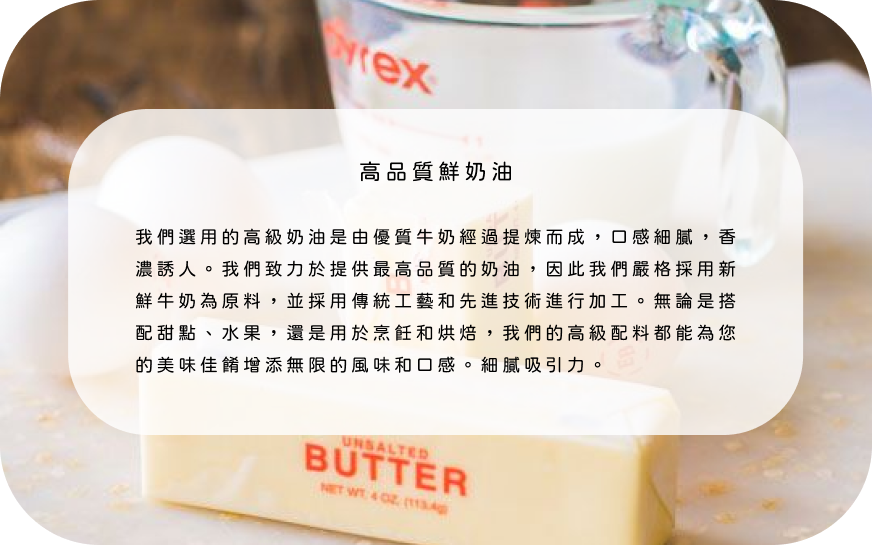 pyrex
高品質鮮奶油
我們選用的高級奶油是由優質牛奶經過提煉而成，口感細膩，香
濃誘人。我們致力於提供最高品質的奶油，因此我們嚴格採用新
鮮牛奶為原料，並採用傳統工藝和先進技術進行加工。無論是搭
配甜點、水果，還是用於烹飪和烘焙，我們的高級配料都能為您
的美味佳餚增添無限的風味和口感。細膩吸引力。
UNSALTED
BUTTER
NET WT. 4 OZ. (113.4g)